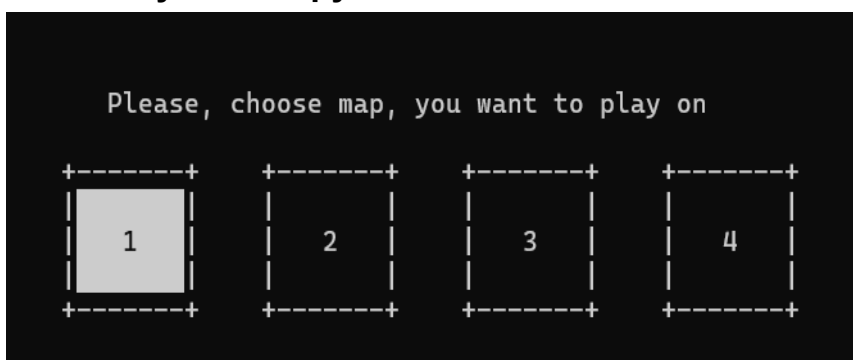 Please, choose map, you want to play on
+-------+ +-------+ +-------+ +-------+
| | | | | | | |
| 1 | | 2 | | 3 | | 4 |
| | | | | | | |
+-------+ +-------+ +-------+ +-------+